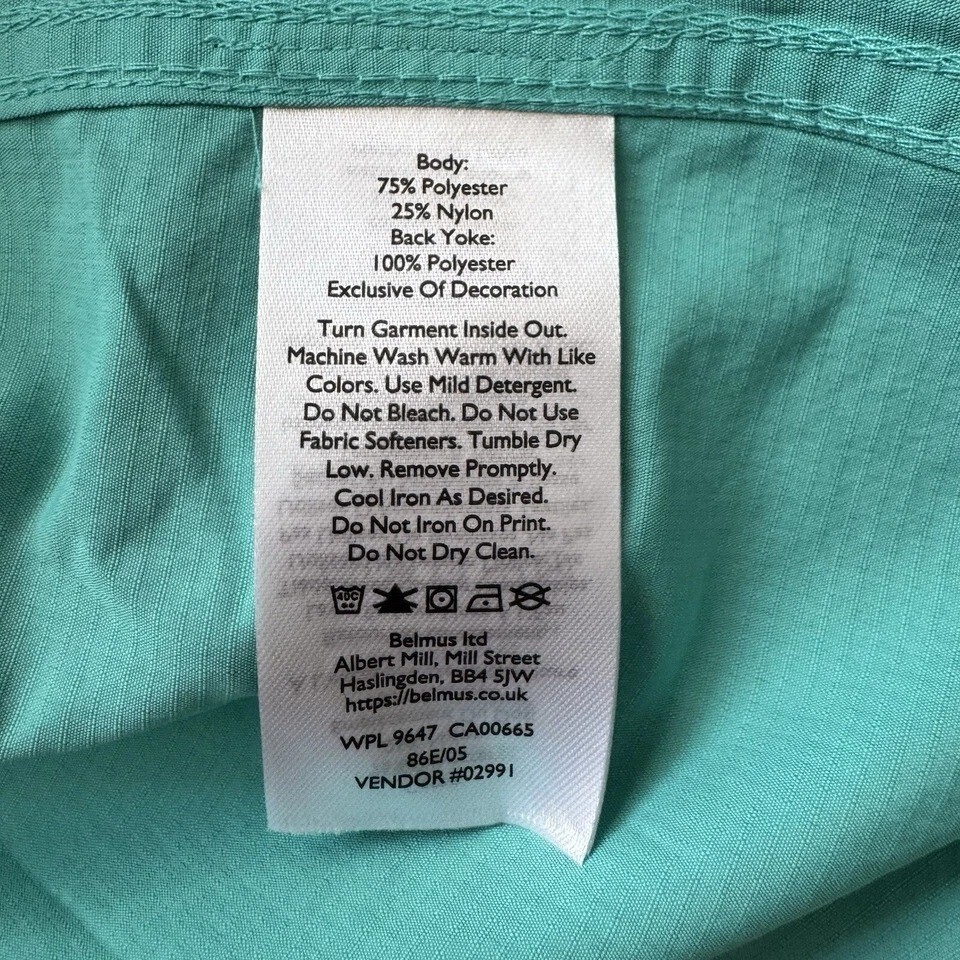 Body:
75% Polyester
25% Nylon
Back Yoke:
100% Polyester
Exclusive Of Decoration
Turn Garment Inside Out.
Machine Wash Warm With Like
Colors. Use Mild Detergent.
Do Not Bleach. Do Not Use
Fabric Softeners. Tumble Dry
Low. Remove Promptly.
Cool Iron As Desired.
Do Not Iron On Print.
Do Not Dry Clean.
40C
Belmus ltd
Albert Mill, Mill Street
Haslingden, BB4 5JW
https://belmus.co.uk
WPL 9647 CA00665
86E/05
VENDOR #02991